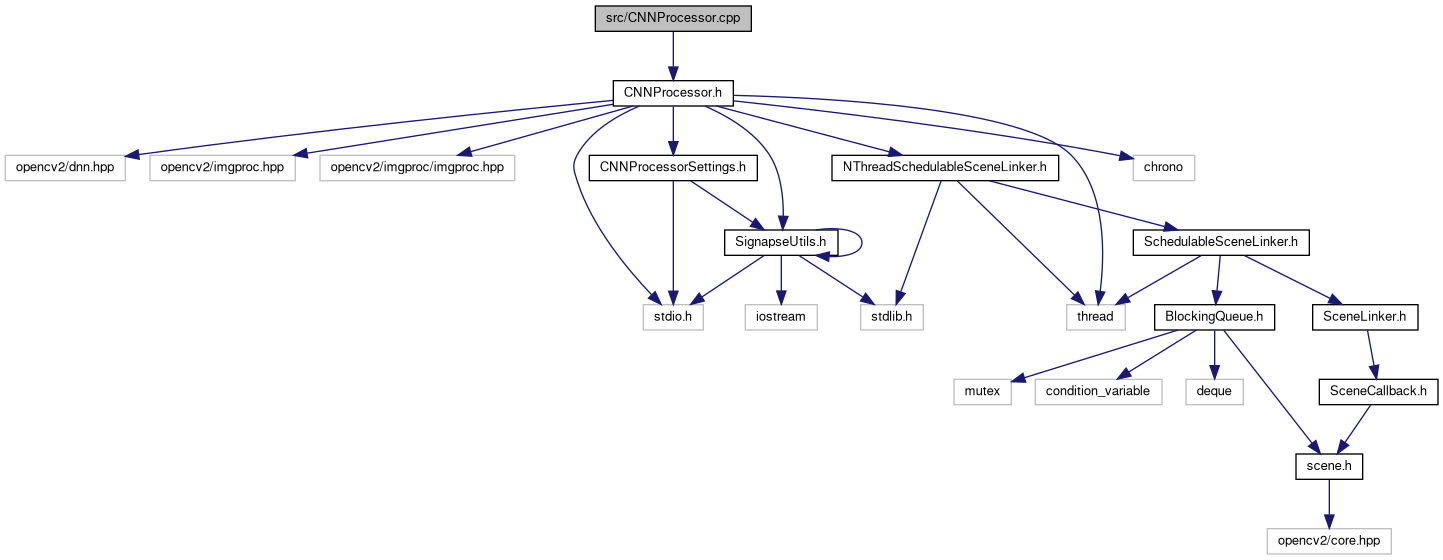 src/CNNProcessor.cpp
CNNProcessor.h
opencv2/dnn.hpp
opencv2/imgproc.hpp
opencv2/imgproc/imgproc.hpp
CNNProcessorSettings.h
NThreadSchedulableSceneLinker.h
chrono
SignapseUtils.h
SchedulableSceneLinker.h
stdio.h
iostream
stdlib.h
thread
BlockingQueue.h
SceneLinker.h
mutex
condition_variable
deque
SceneCallback.h
scene.h
opencv2/core.hpp